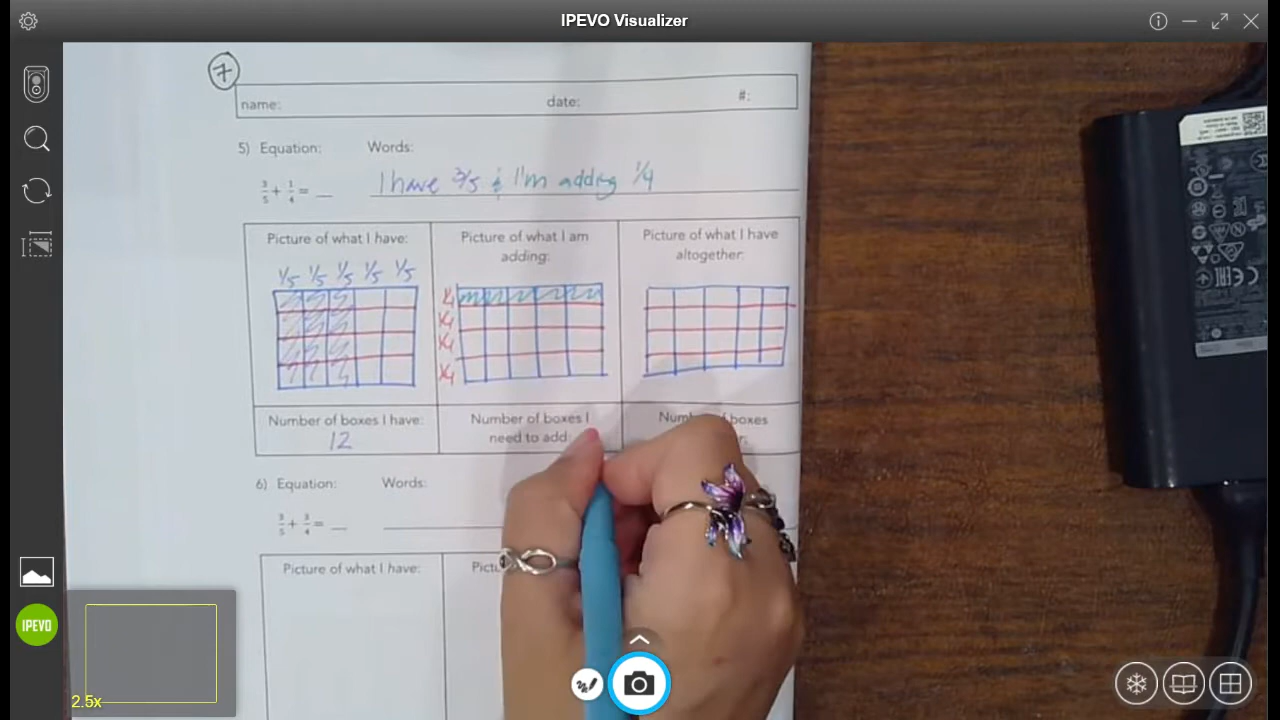 IPEVO Visualizer
7
name: date: #:
5) Equation: Words:
3/5 + 1/4 = __ I have 3/5 & I'm adding 1/4
Picture of what I have: Picture of what I am adding: Picture of what I have altogether:
1/5 1/5 1/5 1/5 1/5
1/4
1/4
1/4
1/4
Number of boxes I have: Number of boxes I need to add:
12
6) Equation: Words:
3/5 + 3/4 = __
Picture of what I have:
IPEVO
2.5x